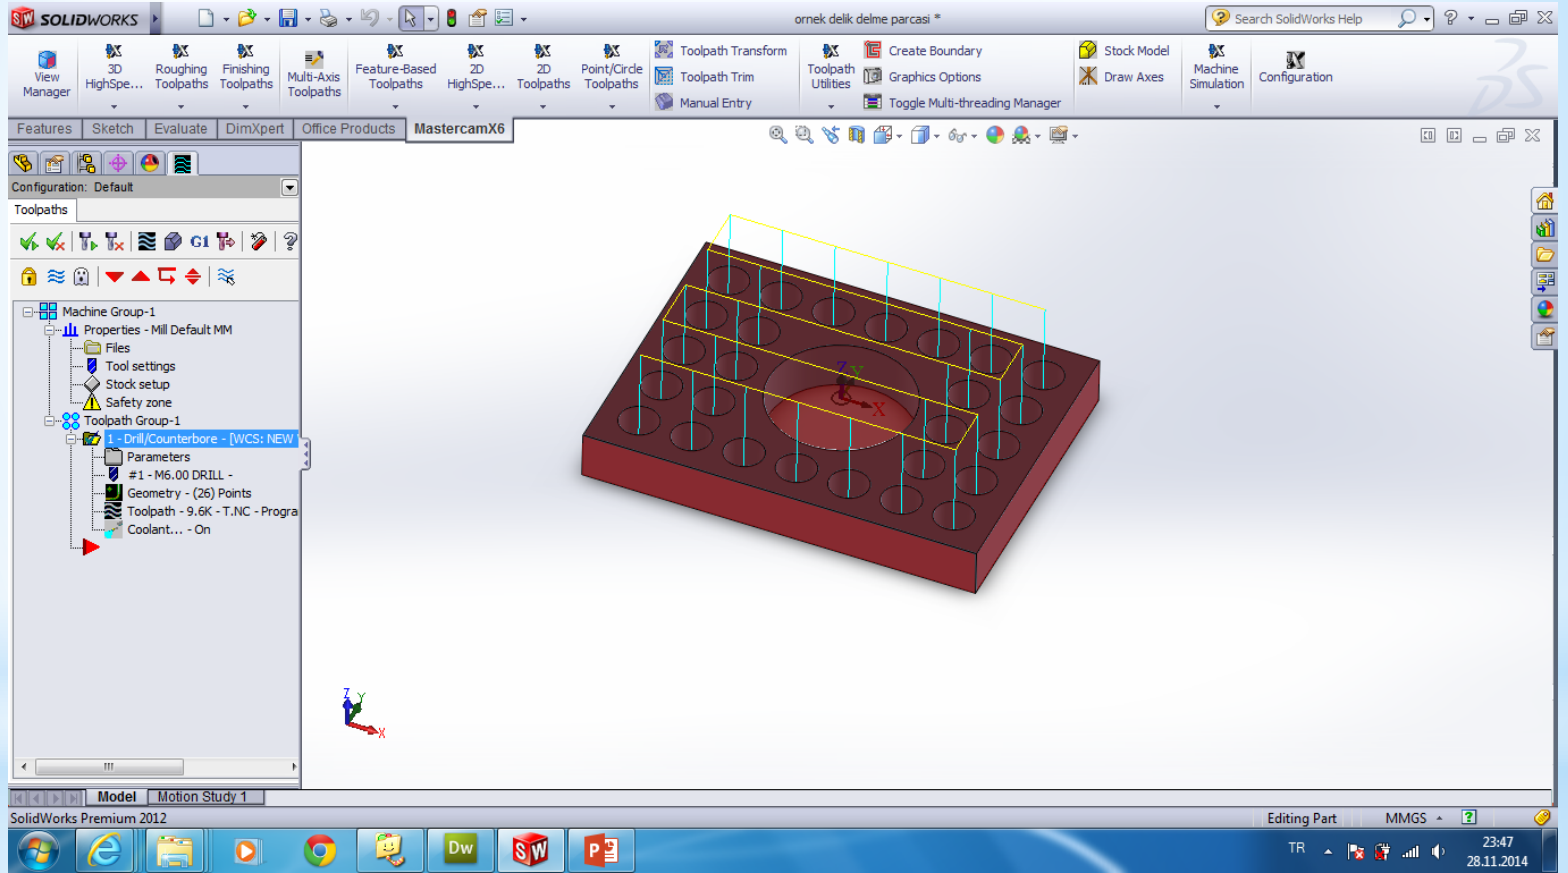 SOLIDWORKS
ornek delik delme parcasi *
Search SolidWorks Help
View Manager
3D HighSpe...
Roughing Toolpaths
Finishing Toolpaths
Multi-Axis Toolpaths
Feature-Based Toolpaths
2D HighSpe...
2D Toolpaths
Point/Circle Toolpaths
Toolpath Transform
Toolpath Trim
Manual Entry
Toolpath Utilities
Create Boundary
Graphics Options
Toggle Multi-threading Manager
Stock Model
Draw Axes
Machine Simulation
Configuration
Features
Sketch
Evaluate
DimXpert
Office Products
MastercamX6
Configuration: Default
Toolpaths
G1
Machine Group-1
Properties - Mill Default MM
Files
Tool settings
Stock setup
Safety zone
Toolpath Group-1
1 - Drill/Counterbore - [WCS: NEW
Parameters
#1 - M6.00 DRILL -
Geometry - (26) Points
Toolpath - 9.6K - T.NC - Progra
Coolant... - On
Z
Y
X
Z
Y
X
Model
Motion Study 1
SolidWorks Premium 2012
Editing Part
MMGS
Dw
SW
P
TR
23:47
28.11.2014